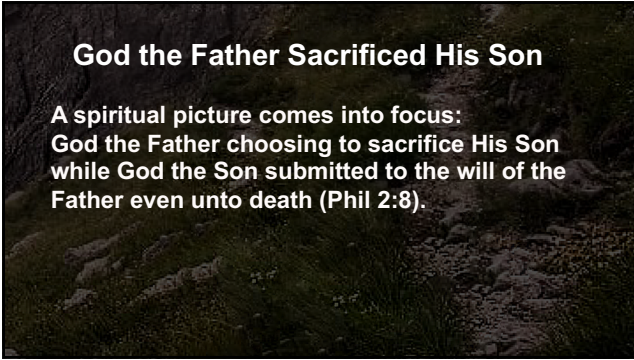 God the Father Sacrificed His Son
A spiritual picture comes into focus:
God the Father choosing to sacrifice His Son
while God the Son submitted to the will of the
Father even unto death (Phil 2:8).